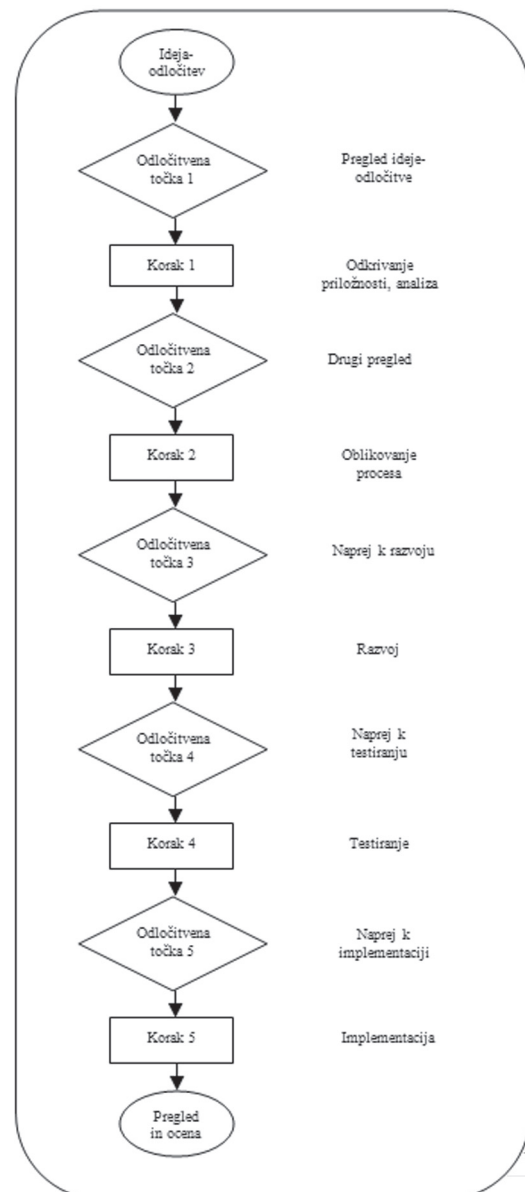 Ideja-
odločitev
Odločitvena
točka 1
Pregled ideje-
odločitve
Korak 1
Odkrivanje
priložnosti, analiza
Odločitvena
točka 2
Drugi pregled
Korak 2
Oblikovanje
procesa
Odločitvena
točka 3
Naprej k razvoju
Korak 3
Razvoj
Odločitvena
točka 4
Naprej k
testiranju
Korak 4
Testiranje
Odločitvena
točka 5
Naprej k
implementaciji
Korak 5
Implementacija
Pregled
in ocena